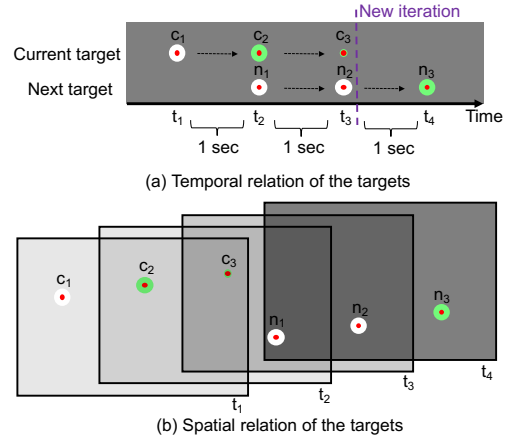 New iteration
Current target c₁ c₂ c₃
Next target n₁ n₂ n₃
t₁ t₂ t₃ t₄ Time
1 sec 1 sec 1 sec
(a) Temporal relation of the targets
c₁ c₂ c₃
n₁ n₂ n₃
t₁ t₂ t₃ t₄
(b) Spatial relation of the targets